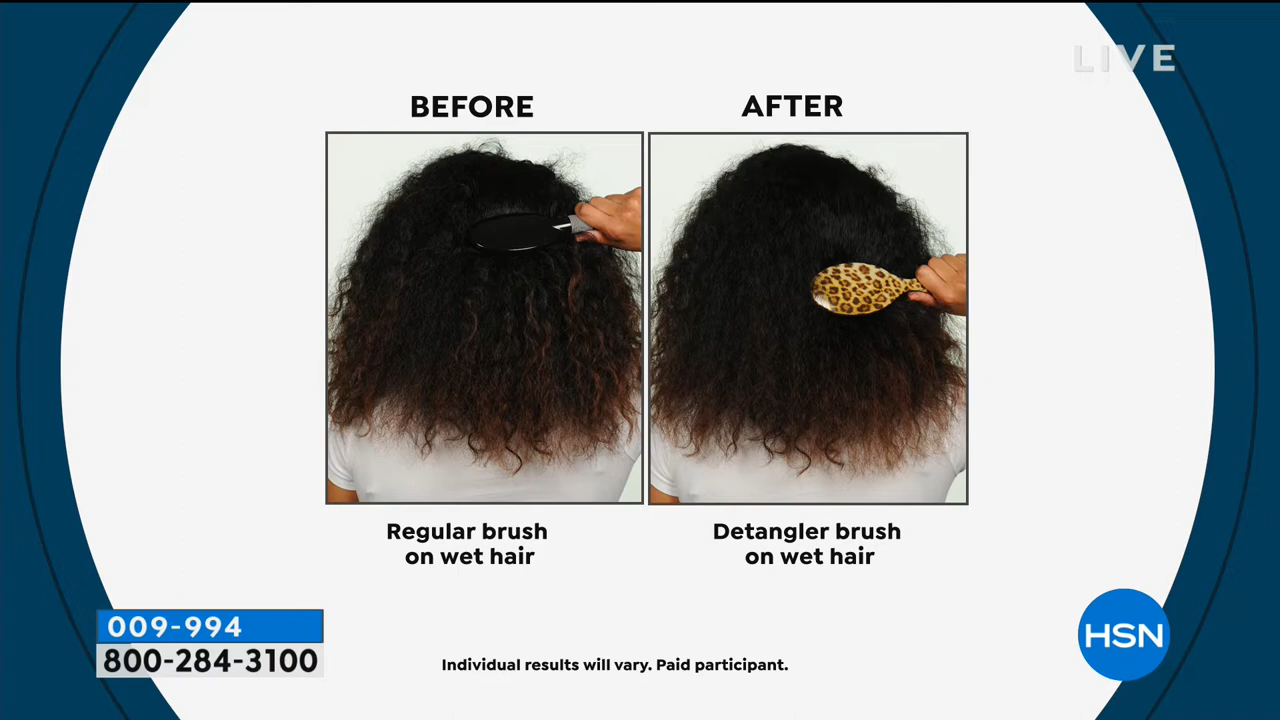 LIVE
BEFORE
AFTER
Regular brush
on wet hair
Detangler brush
on wet hair
009-994
800-284-3100
HSN
Individual results will vary. Paid participant.